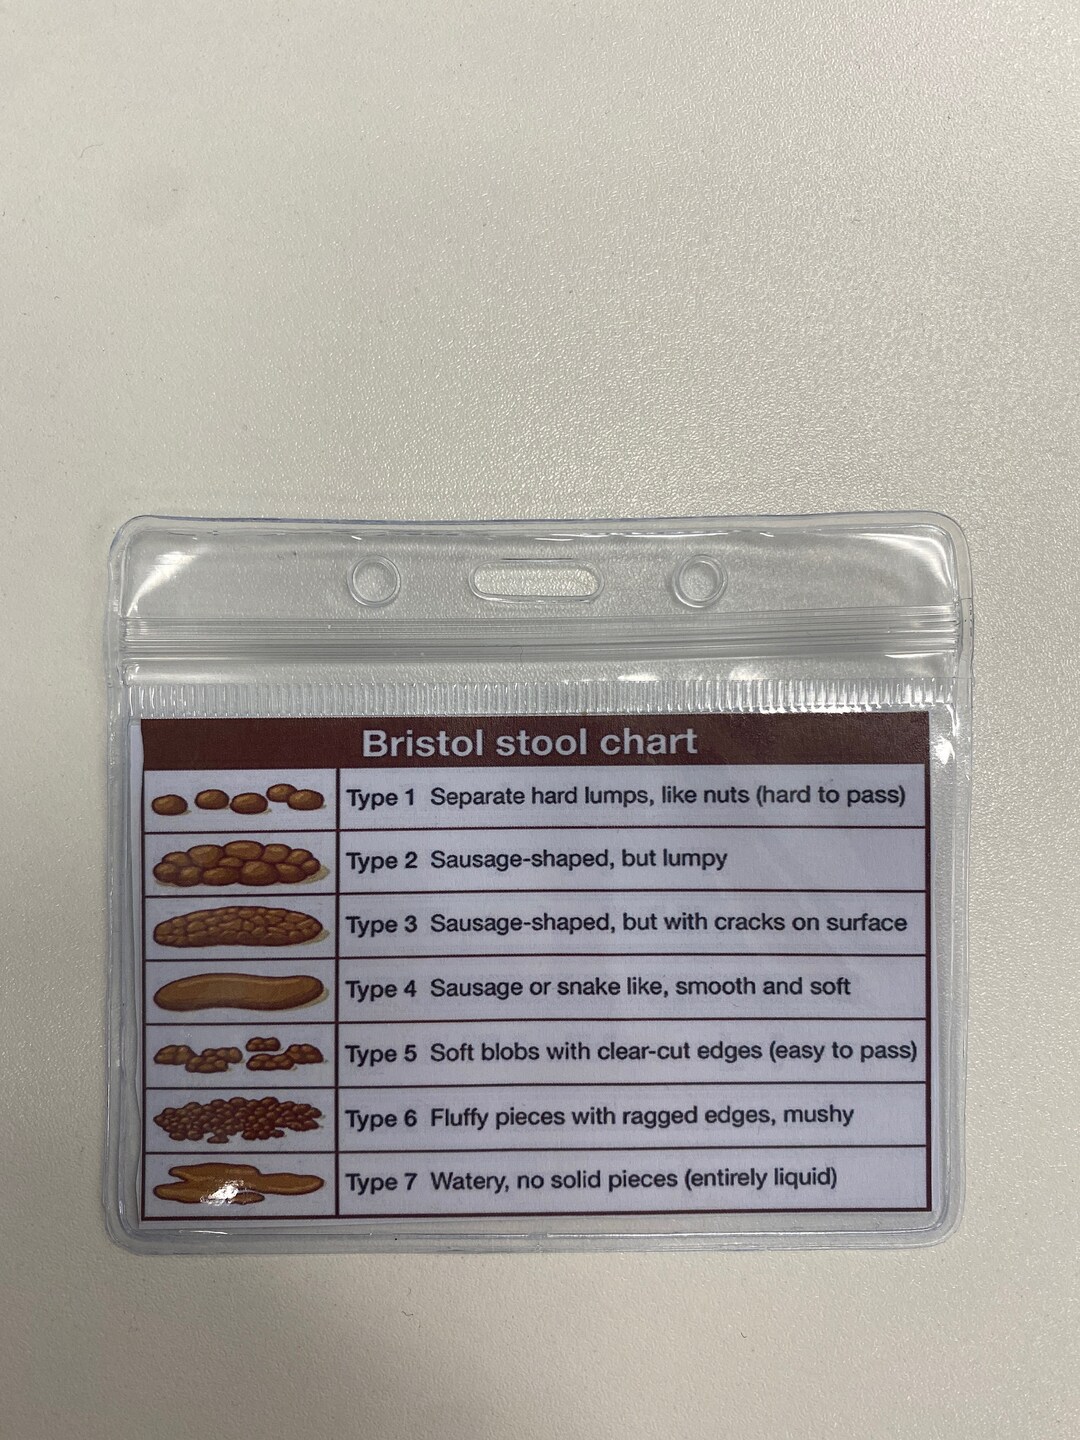 Bristol stool chart
Type 1 Separate hard lumps, like nuts (hard to pass)
Type 2 Sausage-shaped, but lumpy
Type 3 Sausage-shaped, but with cracks on surface
Type 4 Sausage or snake like, smooth and soft
Type 5 Soft blobs with clear-cut edges (easy to pass)
Type 6 Fluffy pieces with ragged edges, mushy
Type 7 Watery, no solid pieces (entirely liquid)